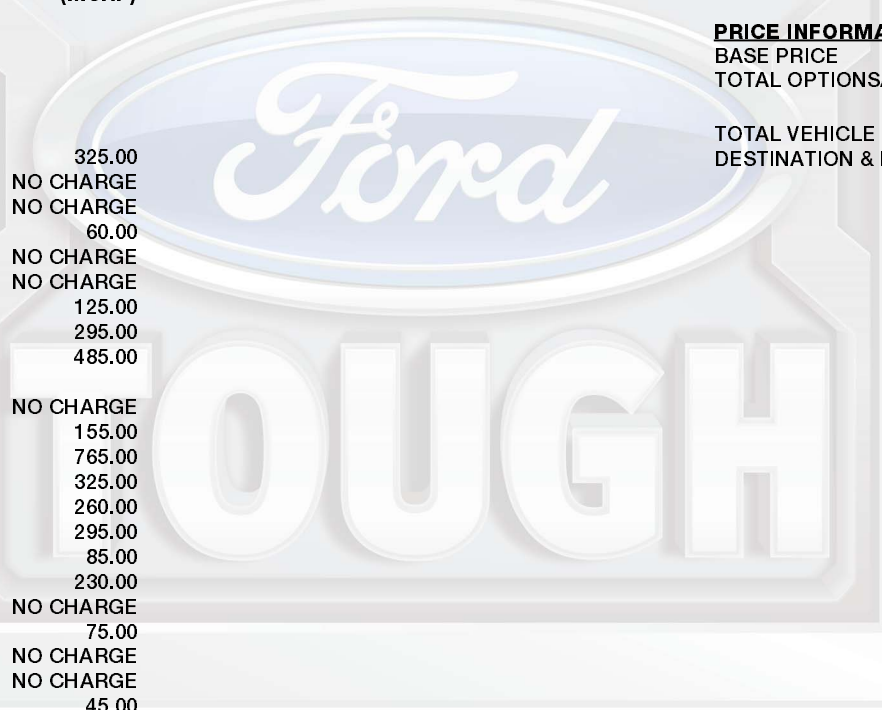 PRICE INFORMA
BASE PRICE
TOTAL OPTIONS
TOTAL VEHICLE
DESTINATION &
325.00
NO CHARGE
NO CHARGE
60.00
NO CHARGE
NO CHARGE
125.00
295.00
485.00
NO CHARGE
155.00
765.00
325.00
260.00
295.00
85.00
230.00
NO CHARGE
75.00
NO CHARGE
NO CHARGE
45.00
Ford
TOUGH